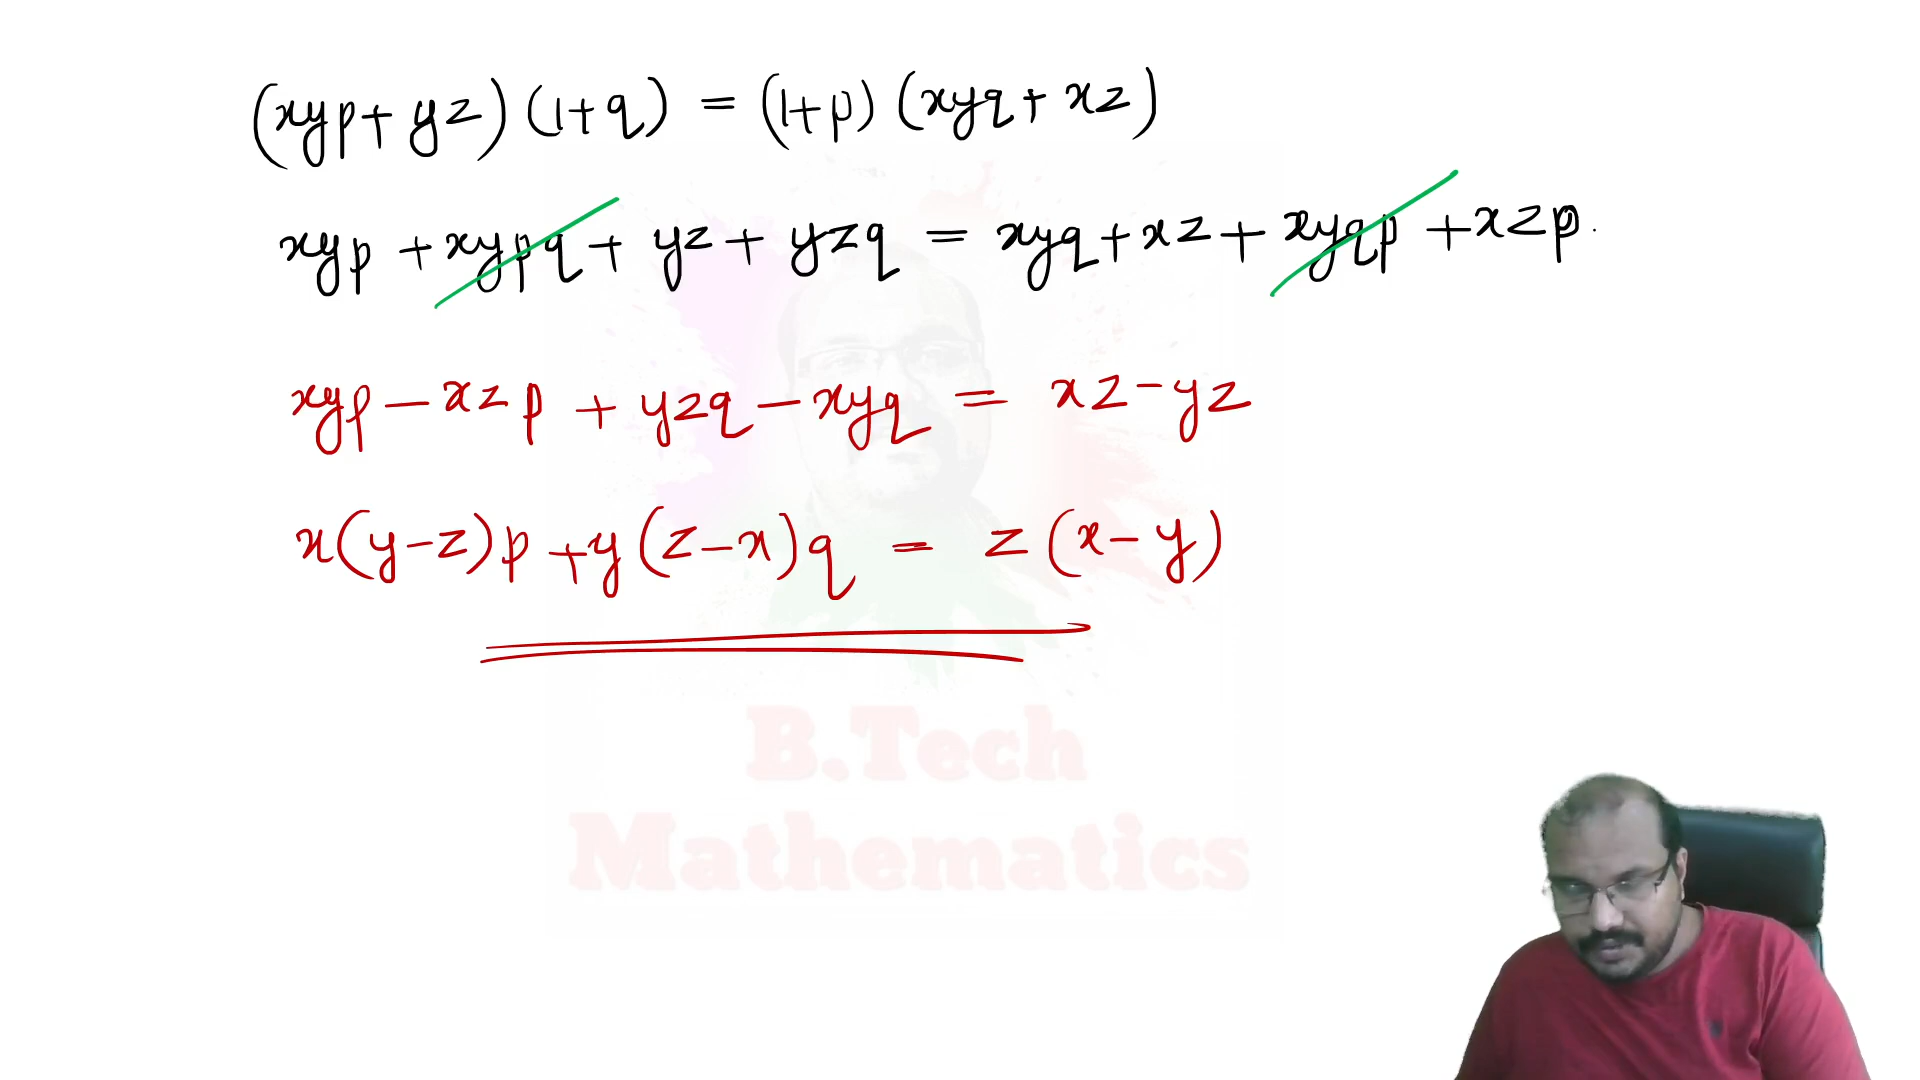 (xyp+yz)(1+q) = (1+p)(xyq+xz)
xyp + xypq + yz + yzq = xyq + xz + xyqp + xzp.
xyp - xzp + yzq - xyq = xz - yz
x(y-z)p + y(z-x)q = z(x-y)
B.Tech
Mathematics